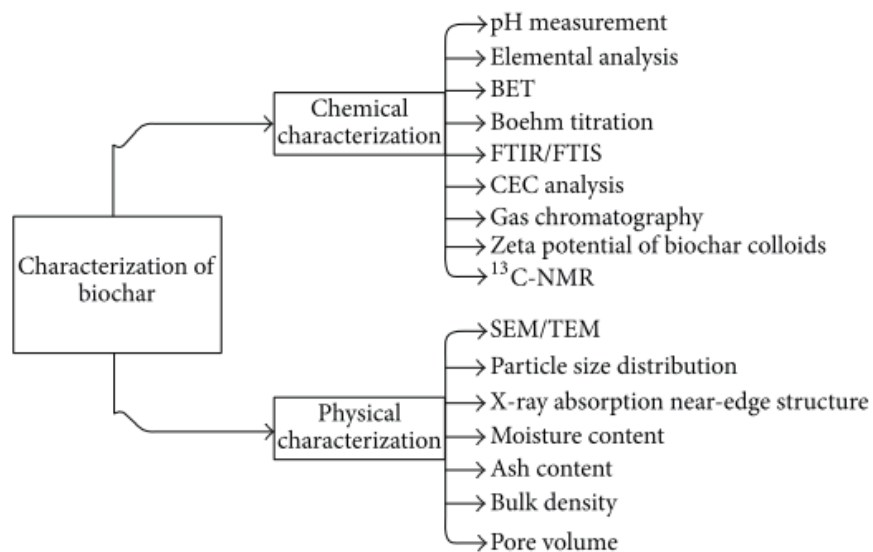 Characterization of
biochar
Chemical
characterization
pH measurement
Elemental analysis
BET
Boehm titration
FTIR/FTIS
CEC analysis
Gas chromatography
Zeta potential of biochar colloids
¹³C-NMR
Physical
characterization
SEM/TEM
Particle size distribution
X-ray absorption near-edge structure
Moisture content
Ash content
Bulk density
Pore volume